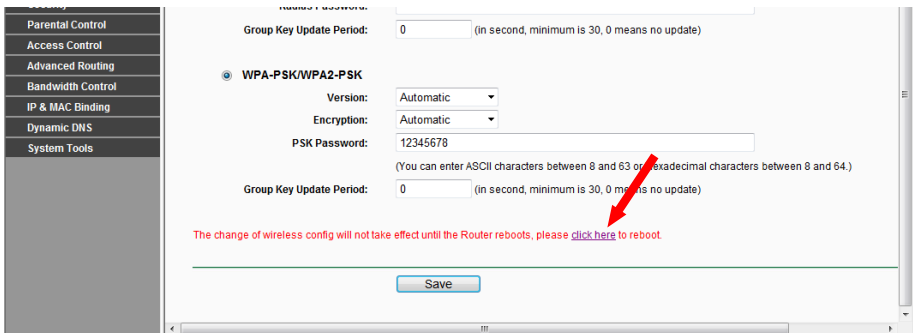 Parental Control
Access Control
Advanced Routing
Bandwidth Control
IP & MAC Binding
Dynamic DNS
System Tools
Radius Password:
Group Key Update Period: 0 (in second, minimum is 30, 0 means no update)
WPA-PSK/WPA2-PSK
Version: Automatic
Encryption: Automatic
PSK Password: 12345678
(You can enter ASCII characters between 8 and 63 or hexadecimal characters between 8 and 64.)
Group Key Update Period: 0 (in second, minimum is 30, 0 means no update)
The change of wireless config will not take effect until the Router reboots, please click here to reboot.
Save